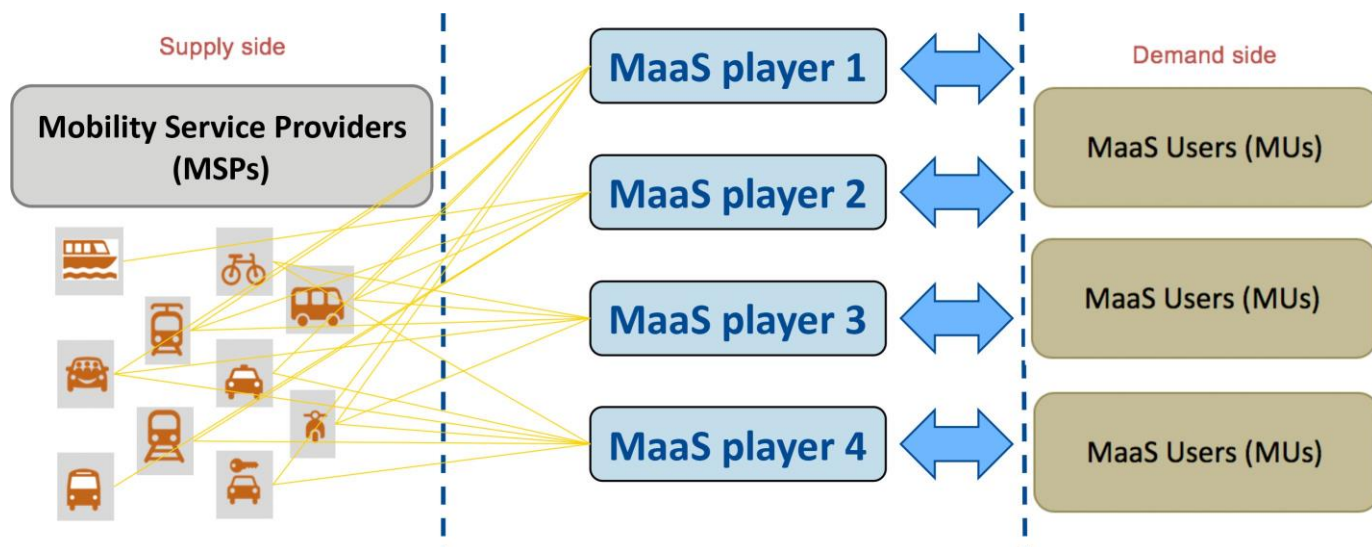 Supply side
Mobility Service Providers
(MSPs)
MaaS player 1
MaaS player 2
MaaS player 3
MaaS player 4
Demand side
MaaS Users (MUs)
MaaS Users (MUs)
MaaS Users (MUs)